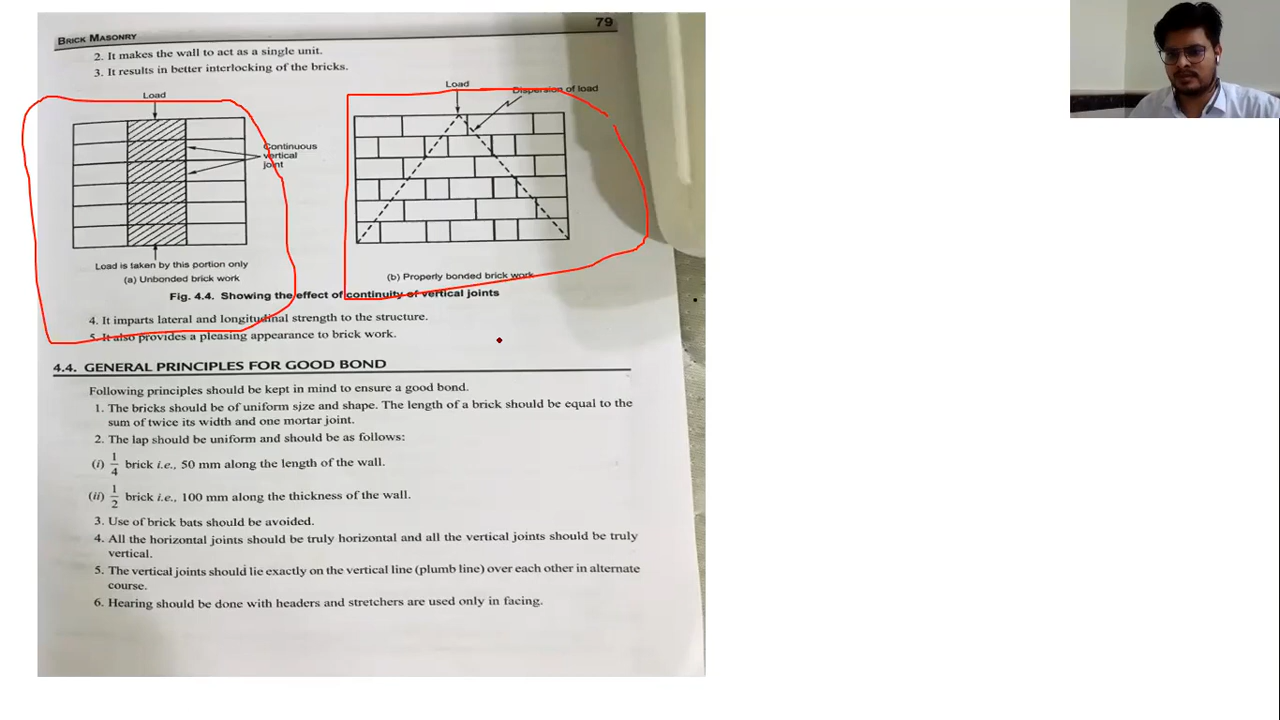 79
BRICK MASONRY
2. It makes the wall to act as a single unit.
3. It results in better interlocking of the bricks.
Load
Continuous
vertical
joint
Load is taken by this portion only
(a) Unbonded brick work
Load
Dispersion of load
(b) Properly bonded brick work
Fig. 4.4. Showing the effect of continuity of vertical joints
4. It imparts lateral and longitudinal strength to the structure.
5. It also provides a pleasing appearance to brick work.
4.4. GENERAL PRINCIPLES FOR GOOD BOND
Following principles should be kept in mind to ensure a good bond.
1. The bricks should be of uniform size and shape. The length of a brick should be equal to the
sum of twice its width and one mortar joint.
2. The lap should be uniform and should be as follows:
(i) 1/4 brick i.e., 50 mm along the length of the wall.
(ii) 1/2 brick i.e., 100 mm along the thickness of the wall.
3. Use of brick bats should be avoided.
4. All the horizontal joints should be truly horizontal and all the vertical joints should be truly
vertical.
5. The vertical joints should lie exactly on the vertical line (plumb line) over each other in alternate
course.
6. Hearing should be done with headers and stretchers are used only in facing.